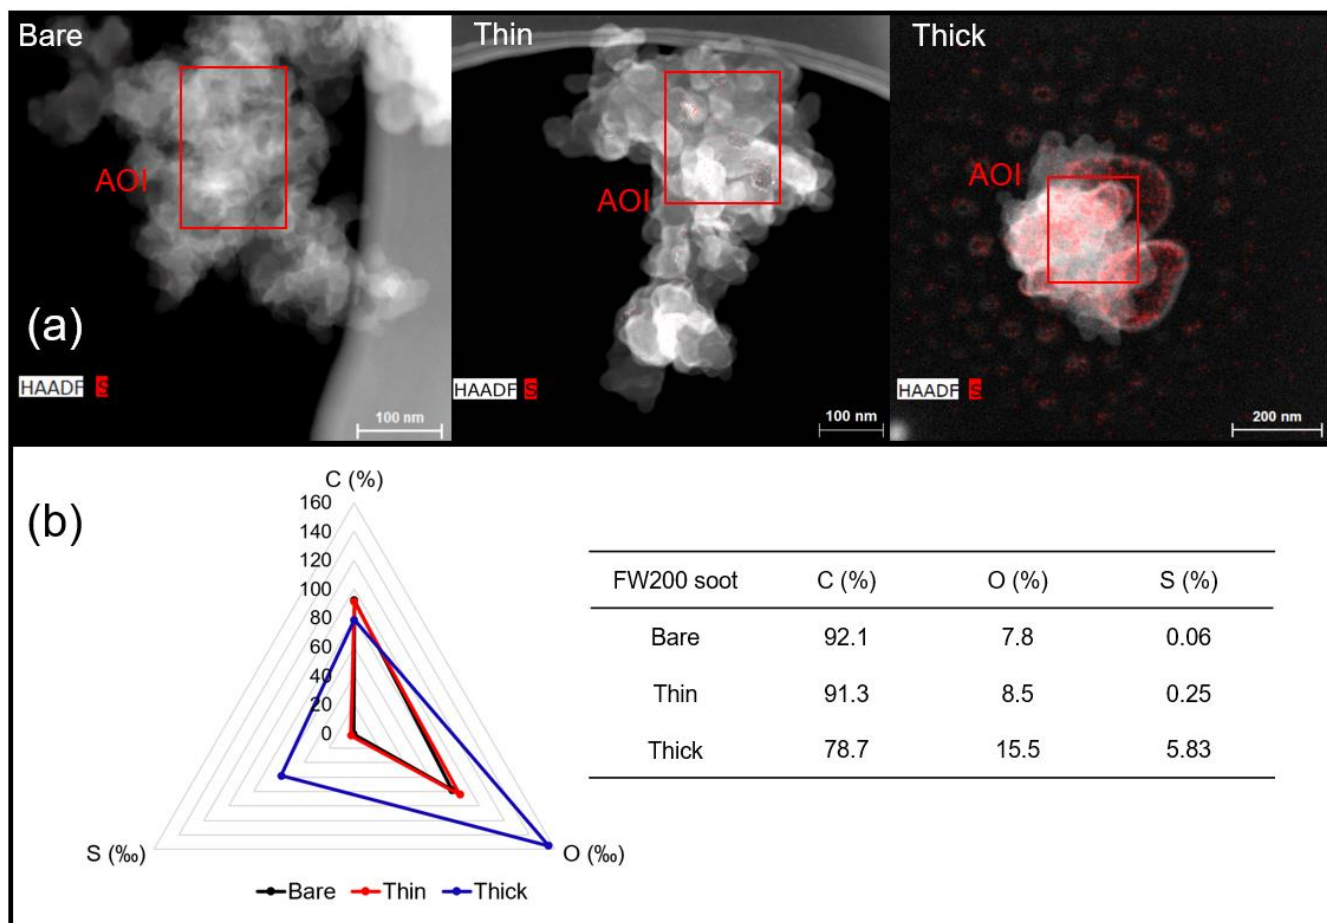 Bare
Thin
Thick
AOI
AOI
AOI
(a)
HAADF S
HAADF S
HAADF S
100 nm
100 nm
200 nm
(b)
C (%)
160
140
120
100
80
60
40
20
0
S (‰)
O (‰)
Bare Thin Thick
FW200 soot C (%) O (%) S (%)
Bare 92.1 7.8 0.06
Thin 91.3 8.5 0.25
Thick 78.7 15.5 5.83